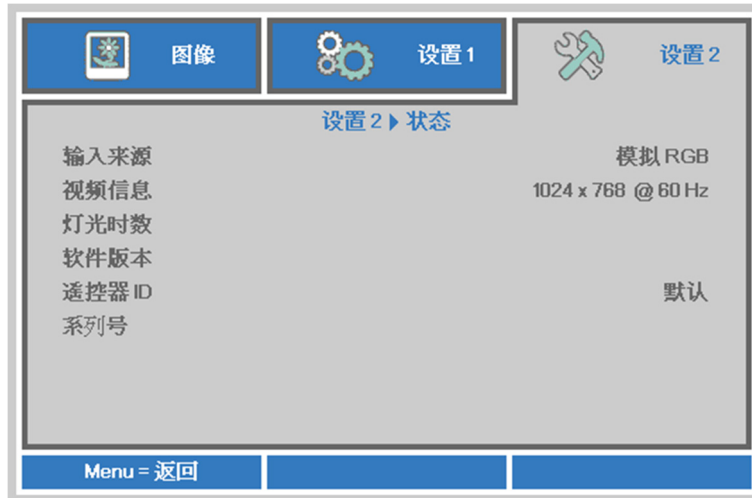 图像 设置 1 设置 2
设置 2 ▶ 状态
输入来源 模拟 RGB
视频信息 1024 x 768 @ 60 Hz
灯光时数
软件版本
遥控器 ID 默认
系列号
Menu = 返回